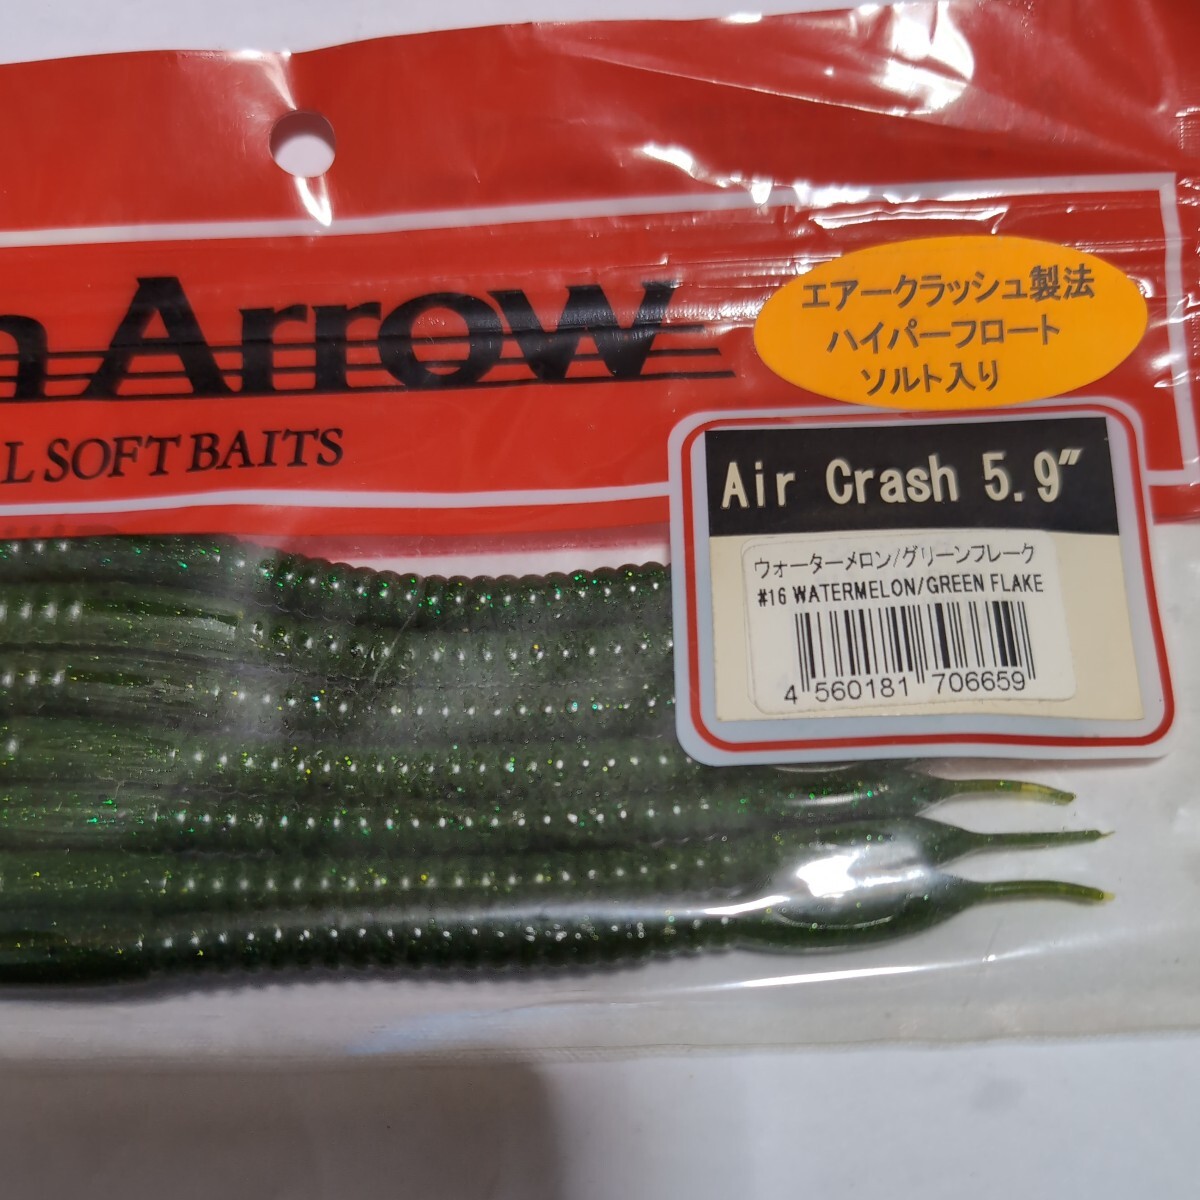 Arrow
SOFT BAITS
エアークラッシュ製法
ハイパーフロート
ソルト入り
Air Crash 5.9"
ウォーターメロン/グリーンフレーク
#16 WATERMELON/GREEN FLAKE
4 560181 706659